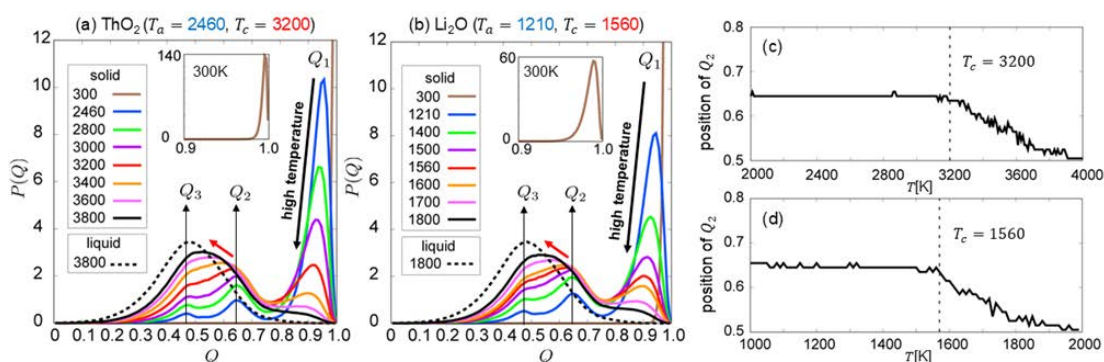 (a) ThO₂ (Tₐ = 2460, T_c = 3200)
12
10
8
6
4
2
0
P(Q)
solid
300
2460
2800
3000
3200
3400
3600
3800
liquid
3800
140
0
300K
0.9 1.0
Q₁
Q₃
Q₂
high temperature
0 0.1 0.2 0.3 0.4 0.5 0.6 0.7 0.8 0.9 1.0
Q
(b) Li₂O (Tₐ = 1210, T_c = 1560)
12
10
8
6
4
2
0
P(Q)
solid
300
1210
1400
1500
1560
1600
1700
1800
liquid
1800
60
0
300K
0.9 1.0
Q₁
Q₃
Q₂
high temperature
0 0.1 0.2 0.3 0.4 0.5 0.6 0.7 0.8 0.9 1.0
Q
(c)
0.8
0.7
0.6
0.5
position of Q₂
T_c = 3200
2000 2400 2800 3200 3600 4000
T[K]
(d)
0.8
0.7
0.6
0.5
position of Q₂
T_c = 1560
1000 1200 1400 1600 1800 2000
T[K]